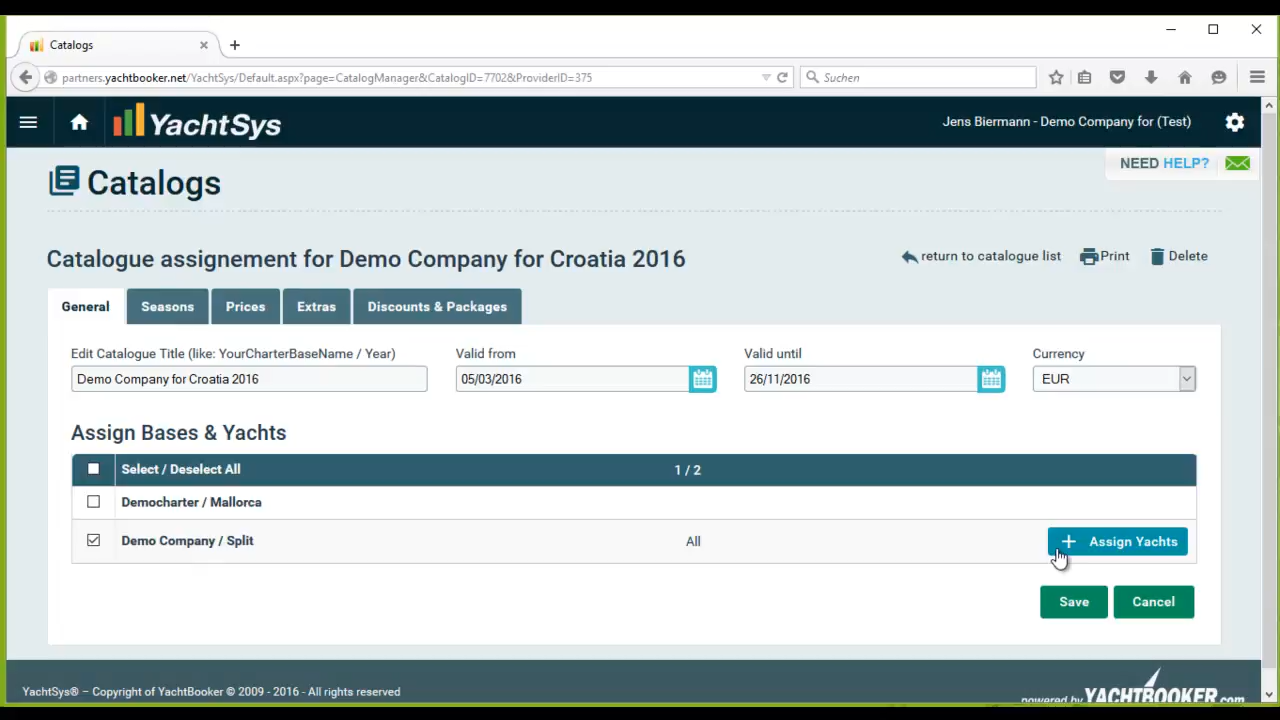 Catalogs
partners.yachtbooker.net/YachtSys/Default.aspx?page=CatalogManager&CatalogID=7702&ProviderID=375
Suchen
YachtSys
Jens Biermann - Demo Company for (Test)
NEED HELP?
Catalogs
Catalogue assignement for Demo Company for Croatia 2016
return to catalogue list
Print
Delete
General
Seasons
Prices
Extras
Discounts & Packages
Edit Catalogue Title (like: YourCharterBaseName / Year)
Valid from
Valid until
Currency
Demo Company for Croatia 2016
05/03/2016
26/11/2016
EUR
Assign Bases & Yachts
Select / Deselect All
1 / 2
Democharter / Mallorca
Demo Company / Split
All
Assign Yachts
Save
Cancel
YachtSys® – Copyright of YachtBooker © 2009 - 2016 - All rights reserved
powered by YACHTBOOKER.com